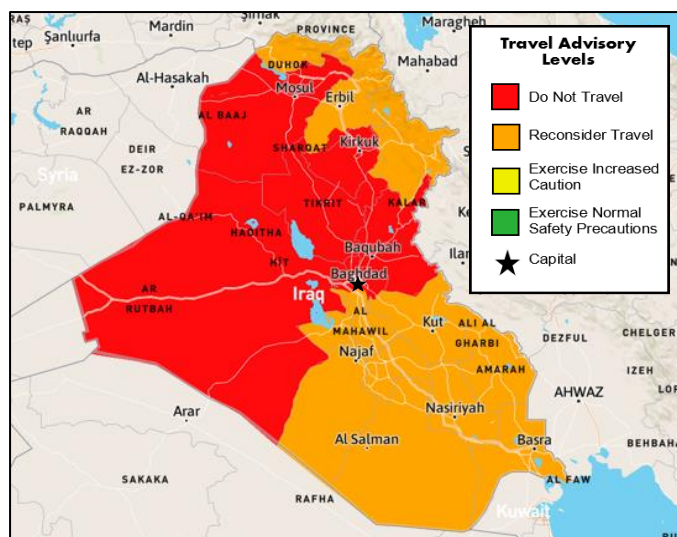 RAŞ
Mardin
Şırnak
PROVINCE
Maragheh
tep
Şanlıurfa
Mahabad
DUHOK
Al-Hasakah
Mosul
Erbil
AR
RAQQAH
AL BAAJ
Kirkuk
SHARQAT
DEIR
EZ-ZOR
Syria
PALMYRA
AL-QA'IM
TIKRIT
KALAR
HADITHA
HIT
Baqubah
Ilam
Baghdad
AR
RUTBAH
Iraq
AL
MAHAWIL
Kut
ALI AL
GHARBI
DEZFUL
CHELGER
IZEH
Najaf
AMARAH
AHWAZ
Arar
Nasiriyah
Al Salman
Basra
BEHBAHA
SAKAKA
RAFHA
AL FAW
Kuwait
Travel Advisory
Levels
Do Not Travel
Reconsider Travel
Exercise Increased
Caution
Exercise Normal
Safety Precautions
Capital